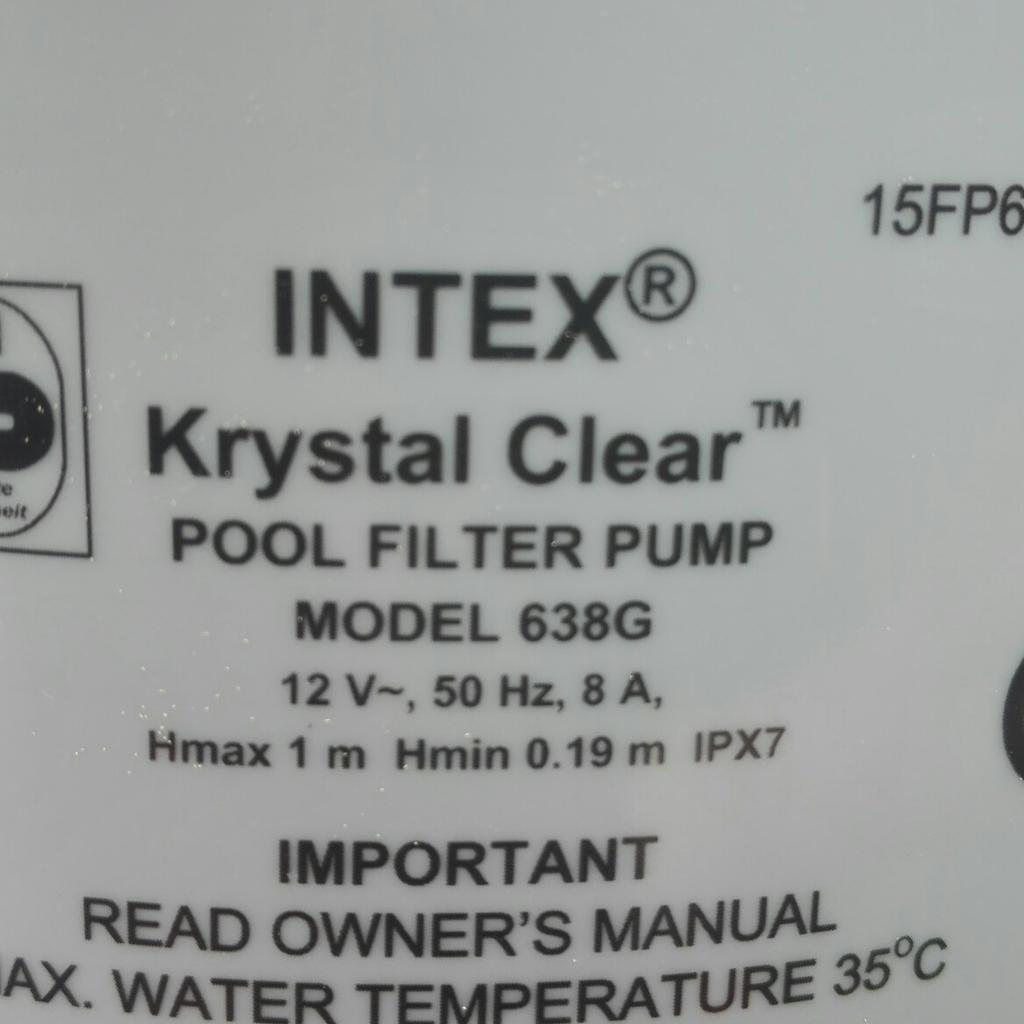 15FP6
INTEX®
Krystal Clear™
POOL FILTER PUMP
MODEL 638G
12 V~, 50 Hz, 8 A,
Hmax 1 m Hmin 0.19 m IPX7
IMPORTANT
READ OWNER'S MANUAL
AX. WATER TEMPERATURE 35°C